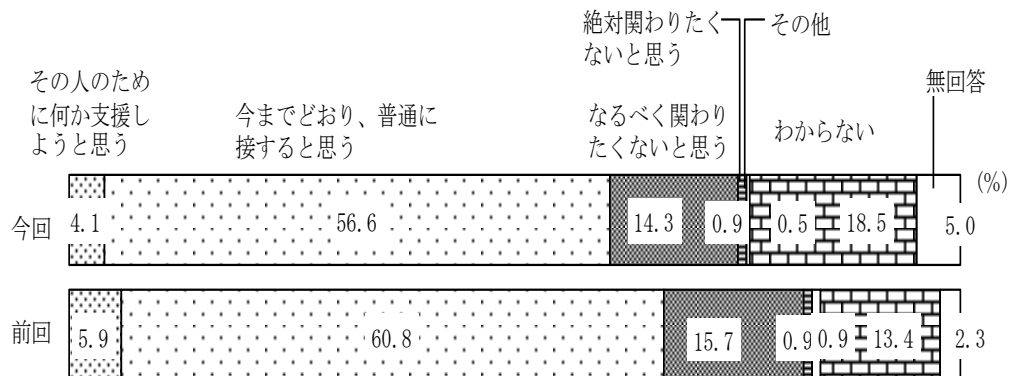 絶対関わりたく
ないと思う
その他
その人のため
に何か支援し
ようと思う
今までどおり、普通に
接すると思う
なるべく関わり
たくないと思う
わからない
無回答
(%)
今回 4.1 56.6 14.3 0.9 0.5 18.5 5.0
前回 5.9 60.8 15.7 0.9 0.9 13.4 2.3